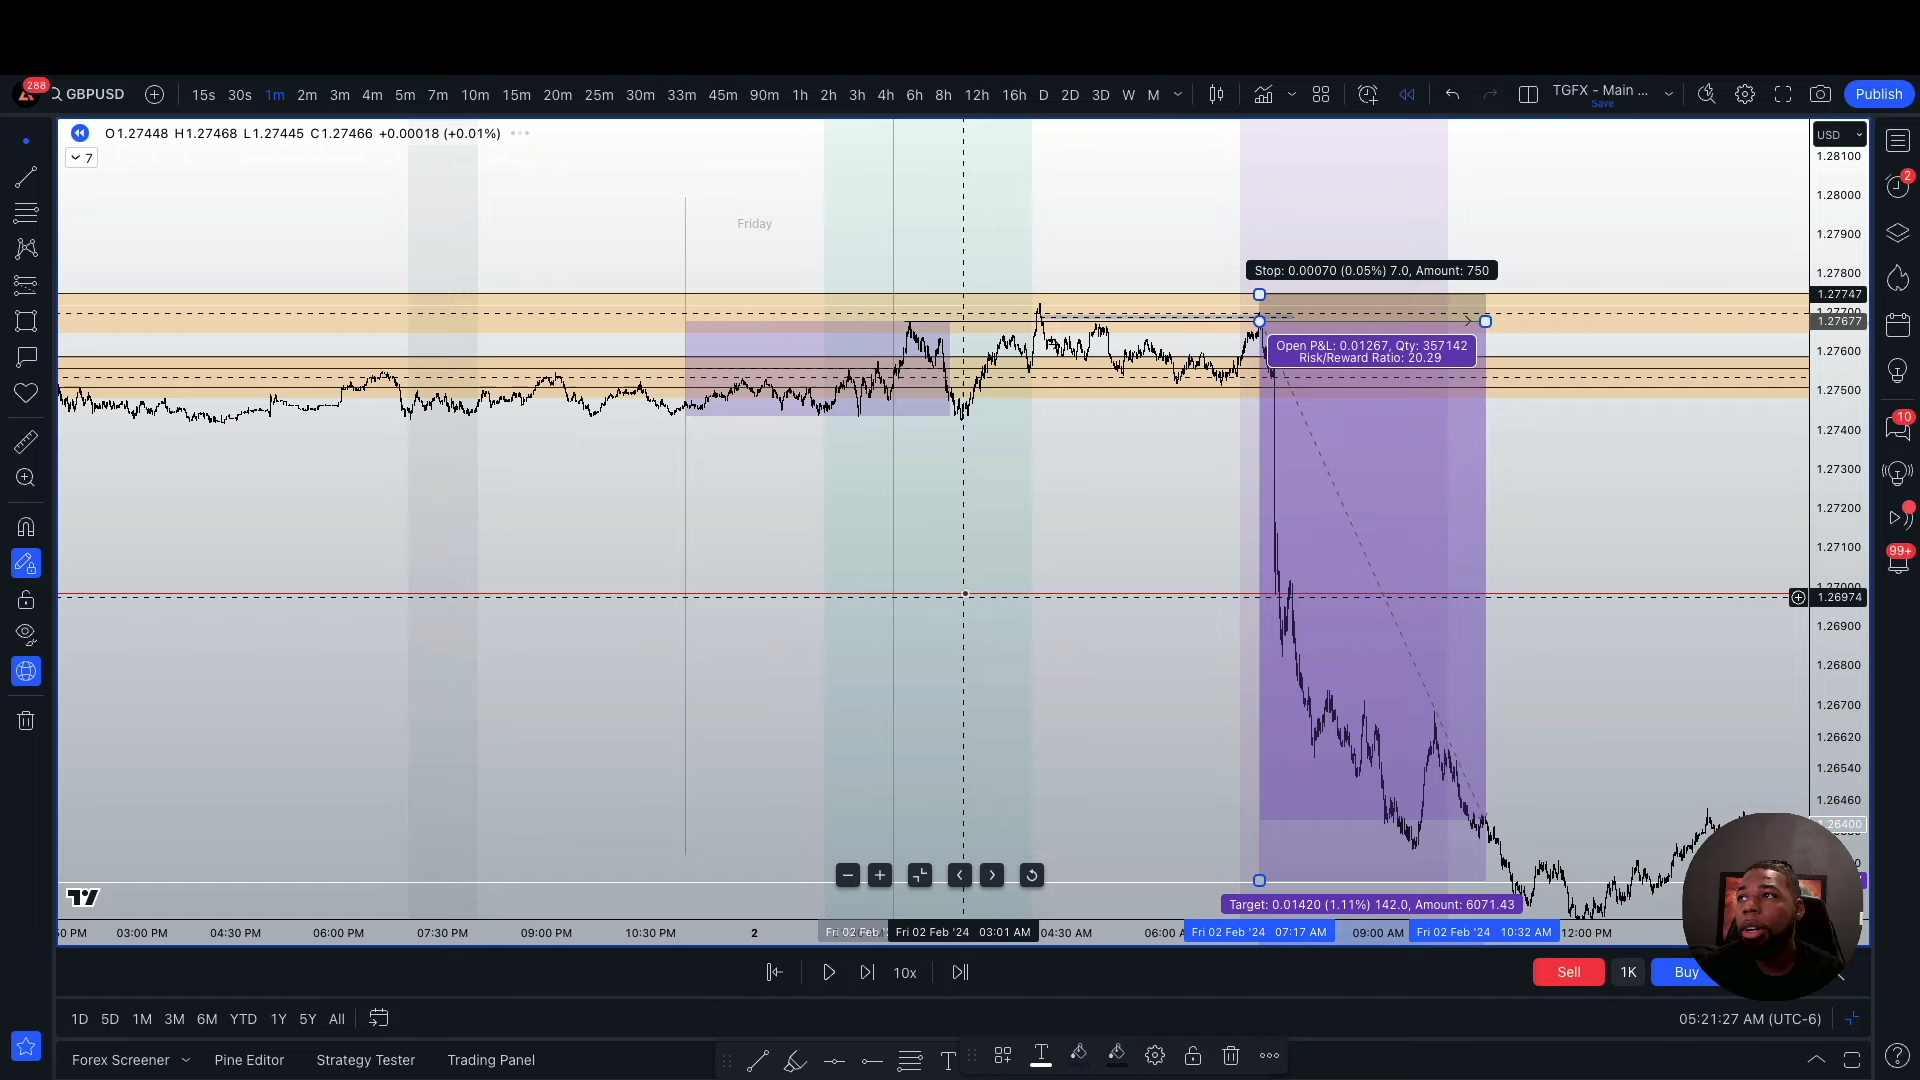 288
GBPUSD
15s 30s 1m 2m 3m 4m 5m 7m 10m 15m 20m 25m 30m 33m 45m 90m 1h 2h 3h 4h 6h 8h 12h 16h D 2D 3D W M
TGFX - Main ...
Save
Publish
O1.27448 H1.27468 L1.27445 C1.27466 +0.00018 (+0.01%)
7
USD
1.28100
1.28000
Friday
1.27900
Stop: 0.00070 (0.05%) 7.0, Amount: 750
1.27800
1.27747
1.27677
Open P&L: 0.01267, Qty: 357142
Risk/Reward Ratio: 20.29
1.27600
1.27500
1.27400
1.27300
1.27200
1.27100
1.27000
1.26974
1.26900
1.26800
1.26700
1.26620
1.26540
1.26460
1.26400
Target: 0.01420 (1.11%) 142.0, Amount: 6071.43
03:00 PM 04:30 PM 06:00 PM 07:30 PM 09:00 PM 10:30 PM 2 Fri 02 Feb '24 03:01 AM 04:30 AM 06:00 Fri 02 Feb '24 07:17 AM 09:00 AM Fri 02 Feb '24 10:32 AM 12:00 PM
10x
Sell 1K Buy
1D 5D 1M 3M 6M YTD 1Y 5Y All
05:21:27 AM (UTC-6)
Forex Screener Pine Editor Strategy Tester Trading Panel
2
10
99+